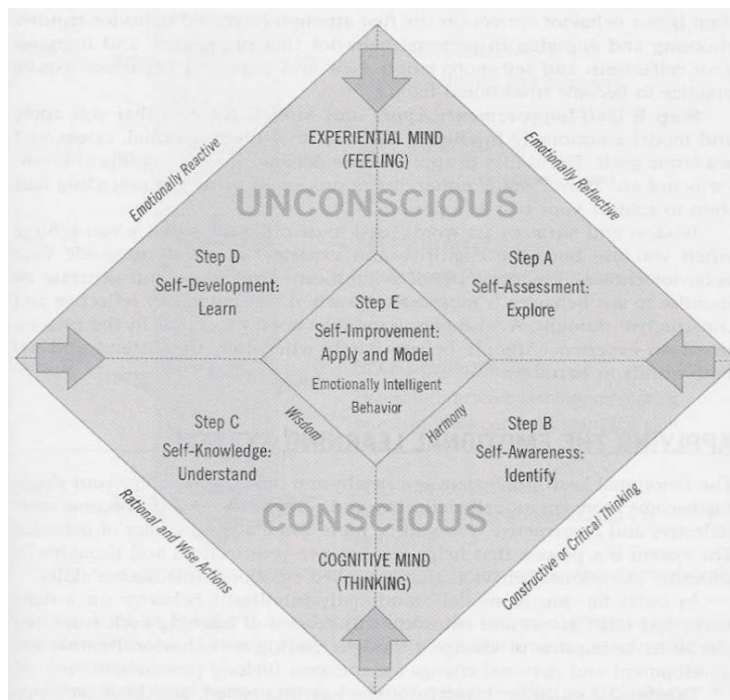 EXPERIENTIAL MIND
(FEELING)
Emotionally Reactive
Emotionally Reflective
UNCONSCIOUS
Step D
Self-Development:
Learn
Step A
Self-Assessment:
Explore
Step E
Self-Improvement:
Apply and Model
Emotionally Intelligent
Behavior
Wisdom
Harmony
Step C
Self-Knowledge:
Understand
Step B
Self-Awareness:
Identify
Rational and Wise Actions
Constructive or Critical Thinking
CONSCIOUS
COGNITIVE MIND
(THINKING)